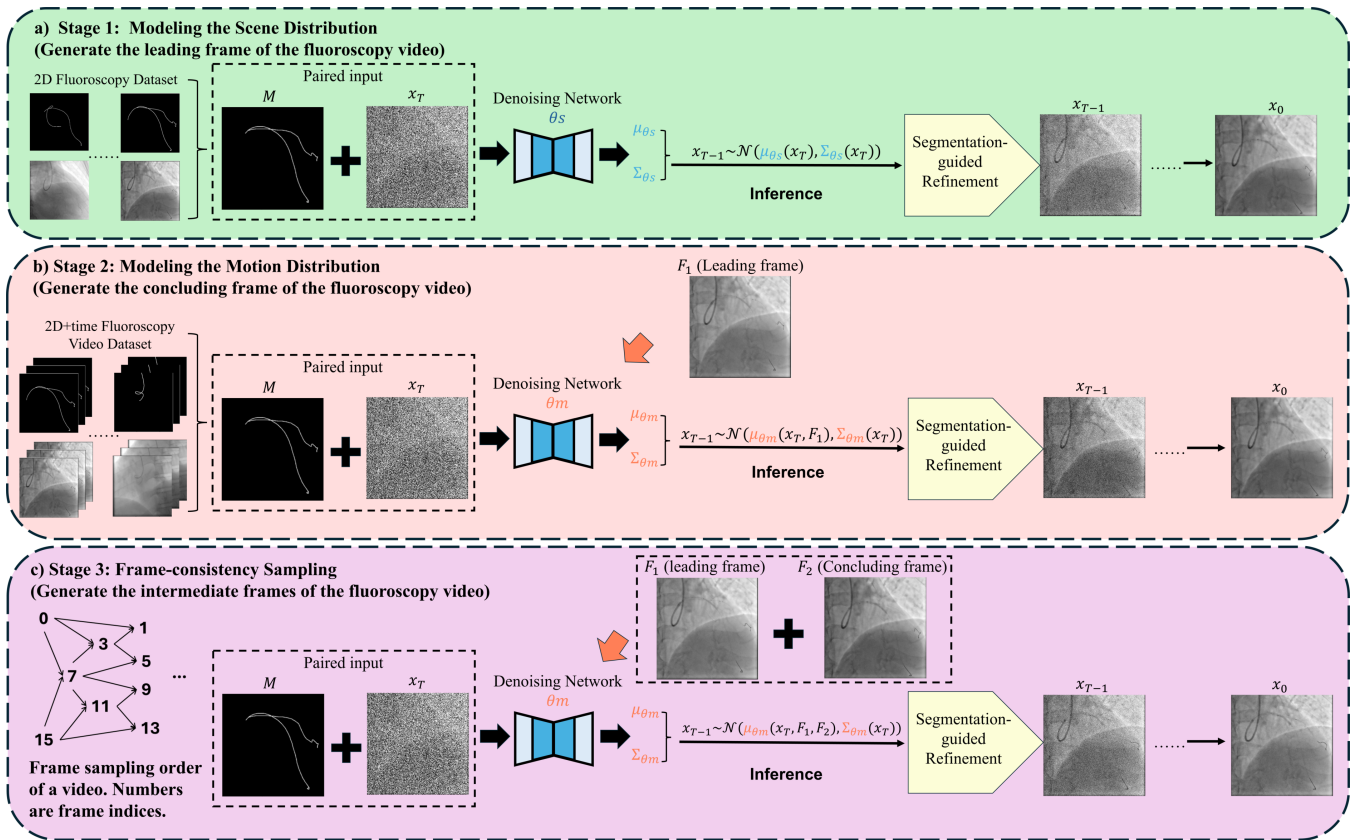 a) Stage 1: Modeling the Scene Distribution
(Generate the leading frame of the fluoroscopy video)
2D Fluoroscopy Dataset
......
Paired input
M
x_T
Denoising Network
θs
μ_θs
Σ_θs
x_{T−1}~𝒩(μ_θs(x_T), Σ_θs(x_T))
Inference
Segmentation-
guided
Refinement
x_{T−1}
......
x_0
b) Stage 2: Modeling the Motion Distribution
(Generate the concluding frame of the fluoroscopy video)
F_1 (Leading frame)
2D+time Fluoroscopy
Video Dataset
......
Paired input
M
x_T
Denoising Network
θm
μ_θm
Σ_θm
x_{T−1}~𝒩(μ_θm(x_T, F_1), Σ_θm(x_T))
Inference
Segmentation-
guided
Refinement
x_{T−1}
......
x_0
c) Stage 3: Frame-consistency Sampling
(Generate the intermediate frames of the fluoroscopy video)
F_1 (leading frame)
F_2 (Concluding frame)
0
1
3
5
7
...
9
11
13
15
Frame sampling order
of a video. Numbers
are frame indices.
Paired input
M
x_T
Denoising Network
θm
μ_θm
Σ_θm
x_{T−1}~𝒩(μ_θm(x_T, F_1, F_2), Σ_θm(x_T))
Inference
Segmentation-
guided
Refinement
x_{T−1}
......
x_0